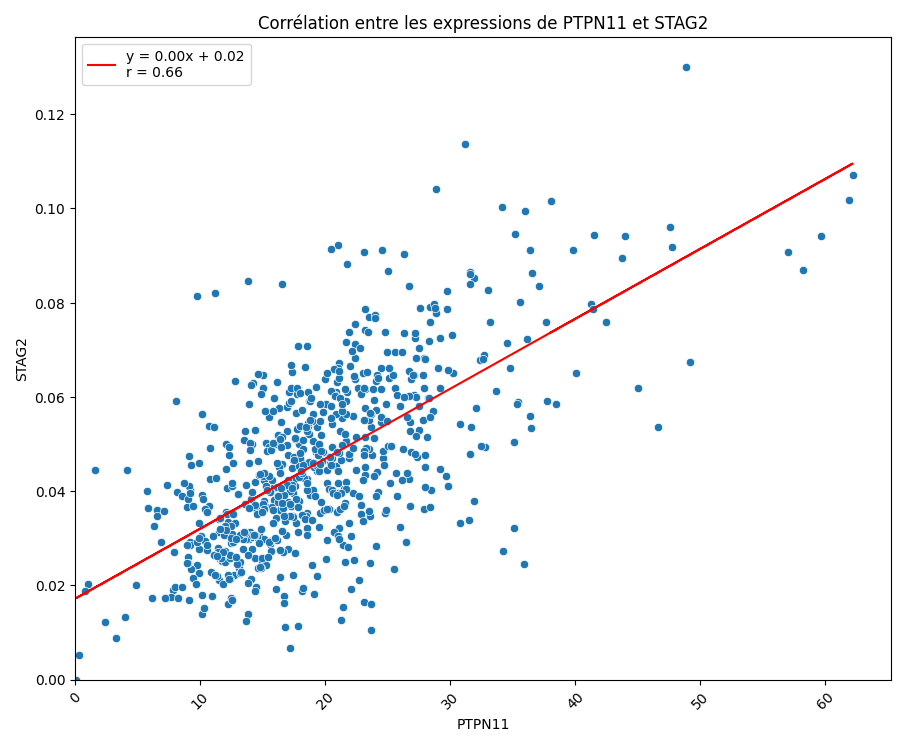 Corrélation entre les expressions de PTPN11 et STAG2
y = 0.00x + 0.02
r = 0.66
0.12
0.10
0.08
0.06
0.04
0.02
0.00
STAG2
0 10 20 30 40 50 60
PTPN11